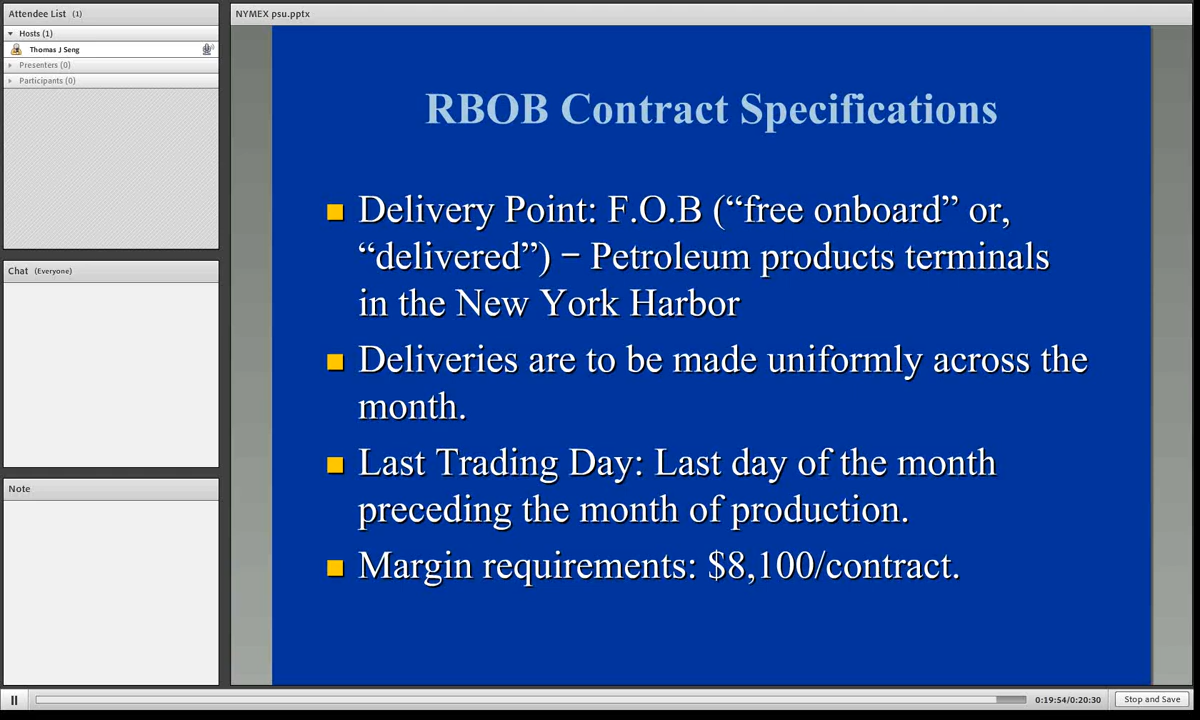 Attendee List (1)
Hosts (1)
Thomas J Seng
Presenters (0)
Participants (0)
Chat (Everyone)
Note
NYMEX psu.pptx
RBOB Contract Specifications
Delivery Point: F.O.B (“free onboard” or,
“delivered”) – Petroleum products terminals
in the New York Harbor
Deliveries are to be made uniformly across the
month.
Last Trading Day: Last day of the month
preceding the month of production.
Margin requirements: $8,100/contract.
0:19:54/0:20:30
Stop and Save